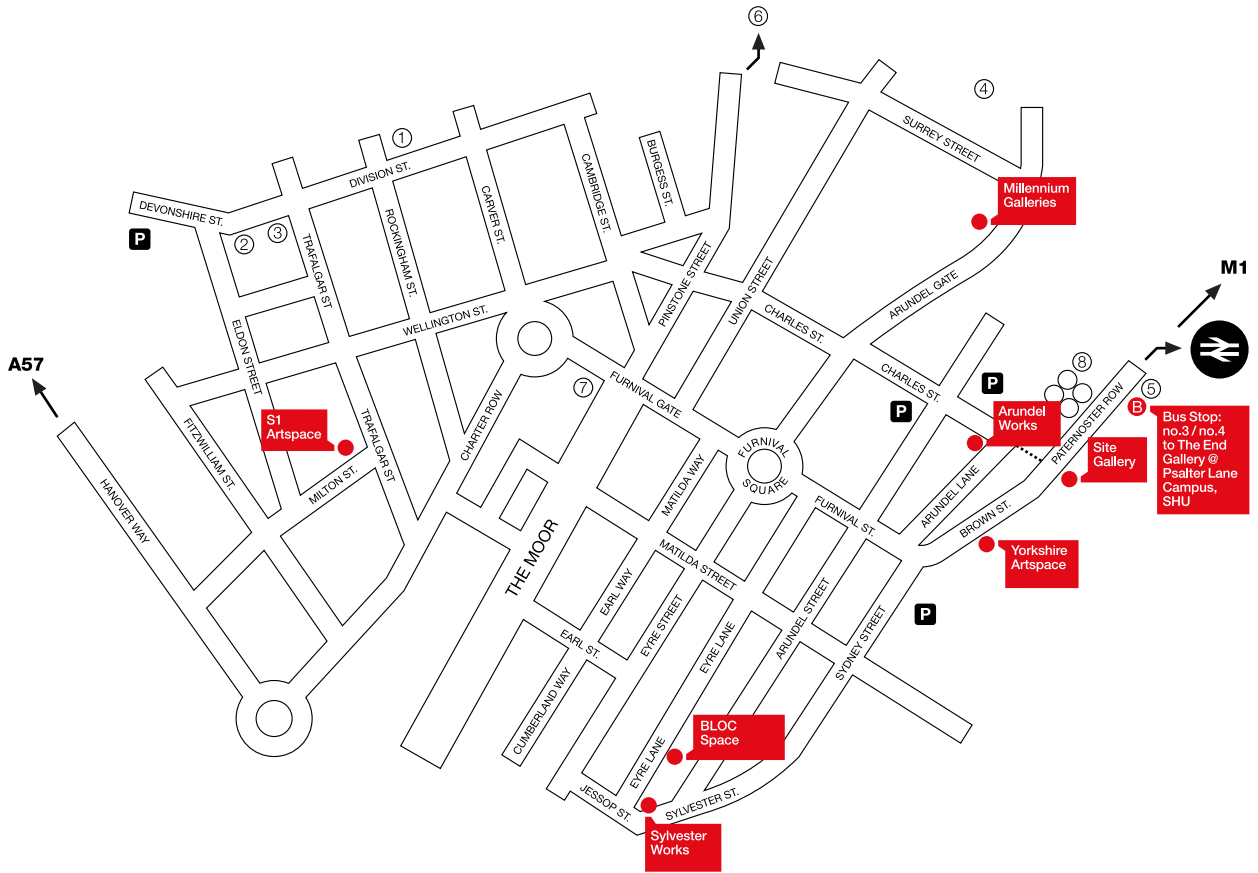 6
4
SURREY STREET
1
DIVISION ST.
BURGESS ST.
CAMBRIDGE ST.
CARVER ST.
Millennium
Galleries
DEVONSHIRE ST.
P
2
3
TRAFALGAR ST
ROCKINGHAM ST.
PINSTONE STREET
UNION STREET
ARUNDEL GATE
M1
WELLINGTON ST.
CHARLES ST.
ELDON STREET
A57
7
FURNIVAL GATE
CHARLES ST.
P
P
8
5
PATERNOSTER ROW
B
Bus Stop:
no.3 / no.4
to The End
Gallery @
Psalter Lane
Campus,
SHU
S1
Artspace
Arundel
Works
Site
Gallery
FITZWILLIAM ST.
TRAFALGAR ST
CHARTER ROW
MILTON ST.
HANOVER WAY
FURNIVAL
SQUARE
MATILDA WAY
FURNIVAL ST.
ARUNDEL LANE
BROWN ST.
Yorkshire
Artspace
THE MOOR
MATILDA STREET
EARL WAY
EARL ST.
EYRE STREET
EYRE LANE
ARUNDEL STREET
SYDNEY STREET
P
CUMBERLAND WAY
BLOC
Space
EYRE LANE
JESSOP ST.
SYLVESTER ST.
Sylvester
Works